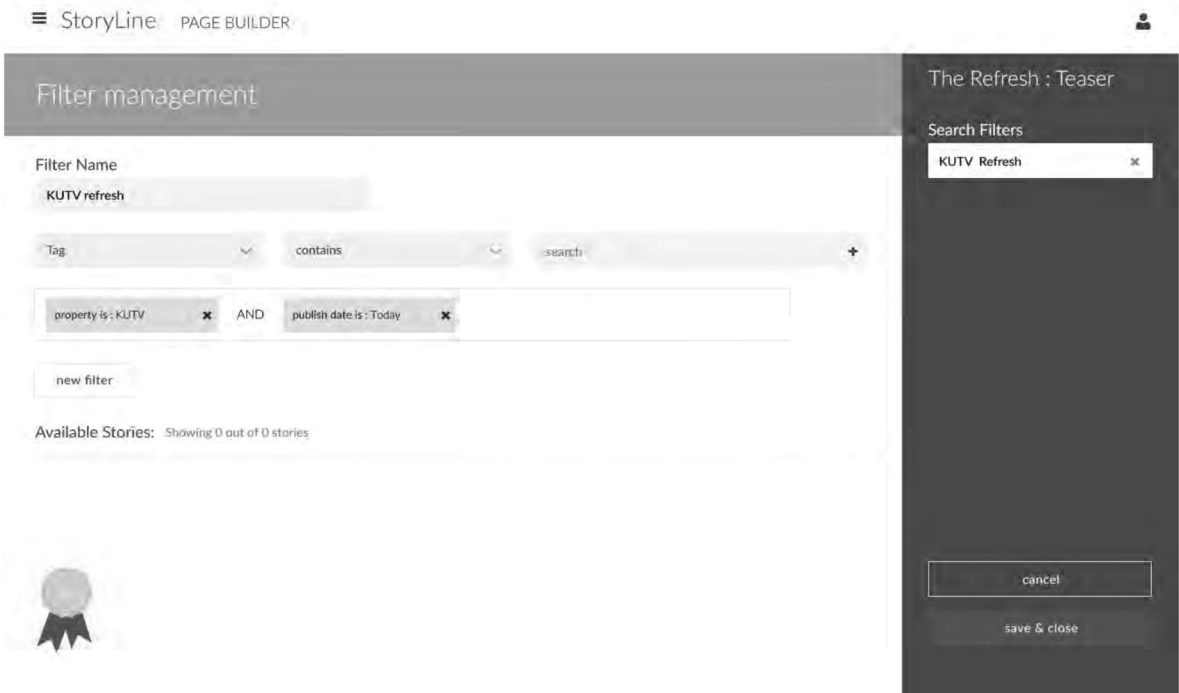 StoryLine PAGE BUILDER
Filter management
Filter Name
KUTV refresh
Tag contains search +
property is : KUTV × AND publish date is : Today ×
new filter
Available Stories: Showing 0 out of 0 stories
The Refresh : Teaser
Search Filters
KUTV Refresh ×
cancel
save & close